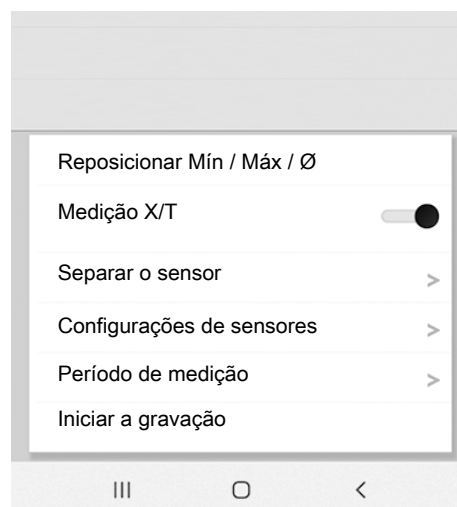 Reposicionar Mín / Máx / Ø
Medição X/T
Separar o sensor
Configurações de sensores
Período de medição
Iniciar a gravação